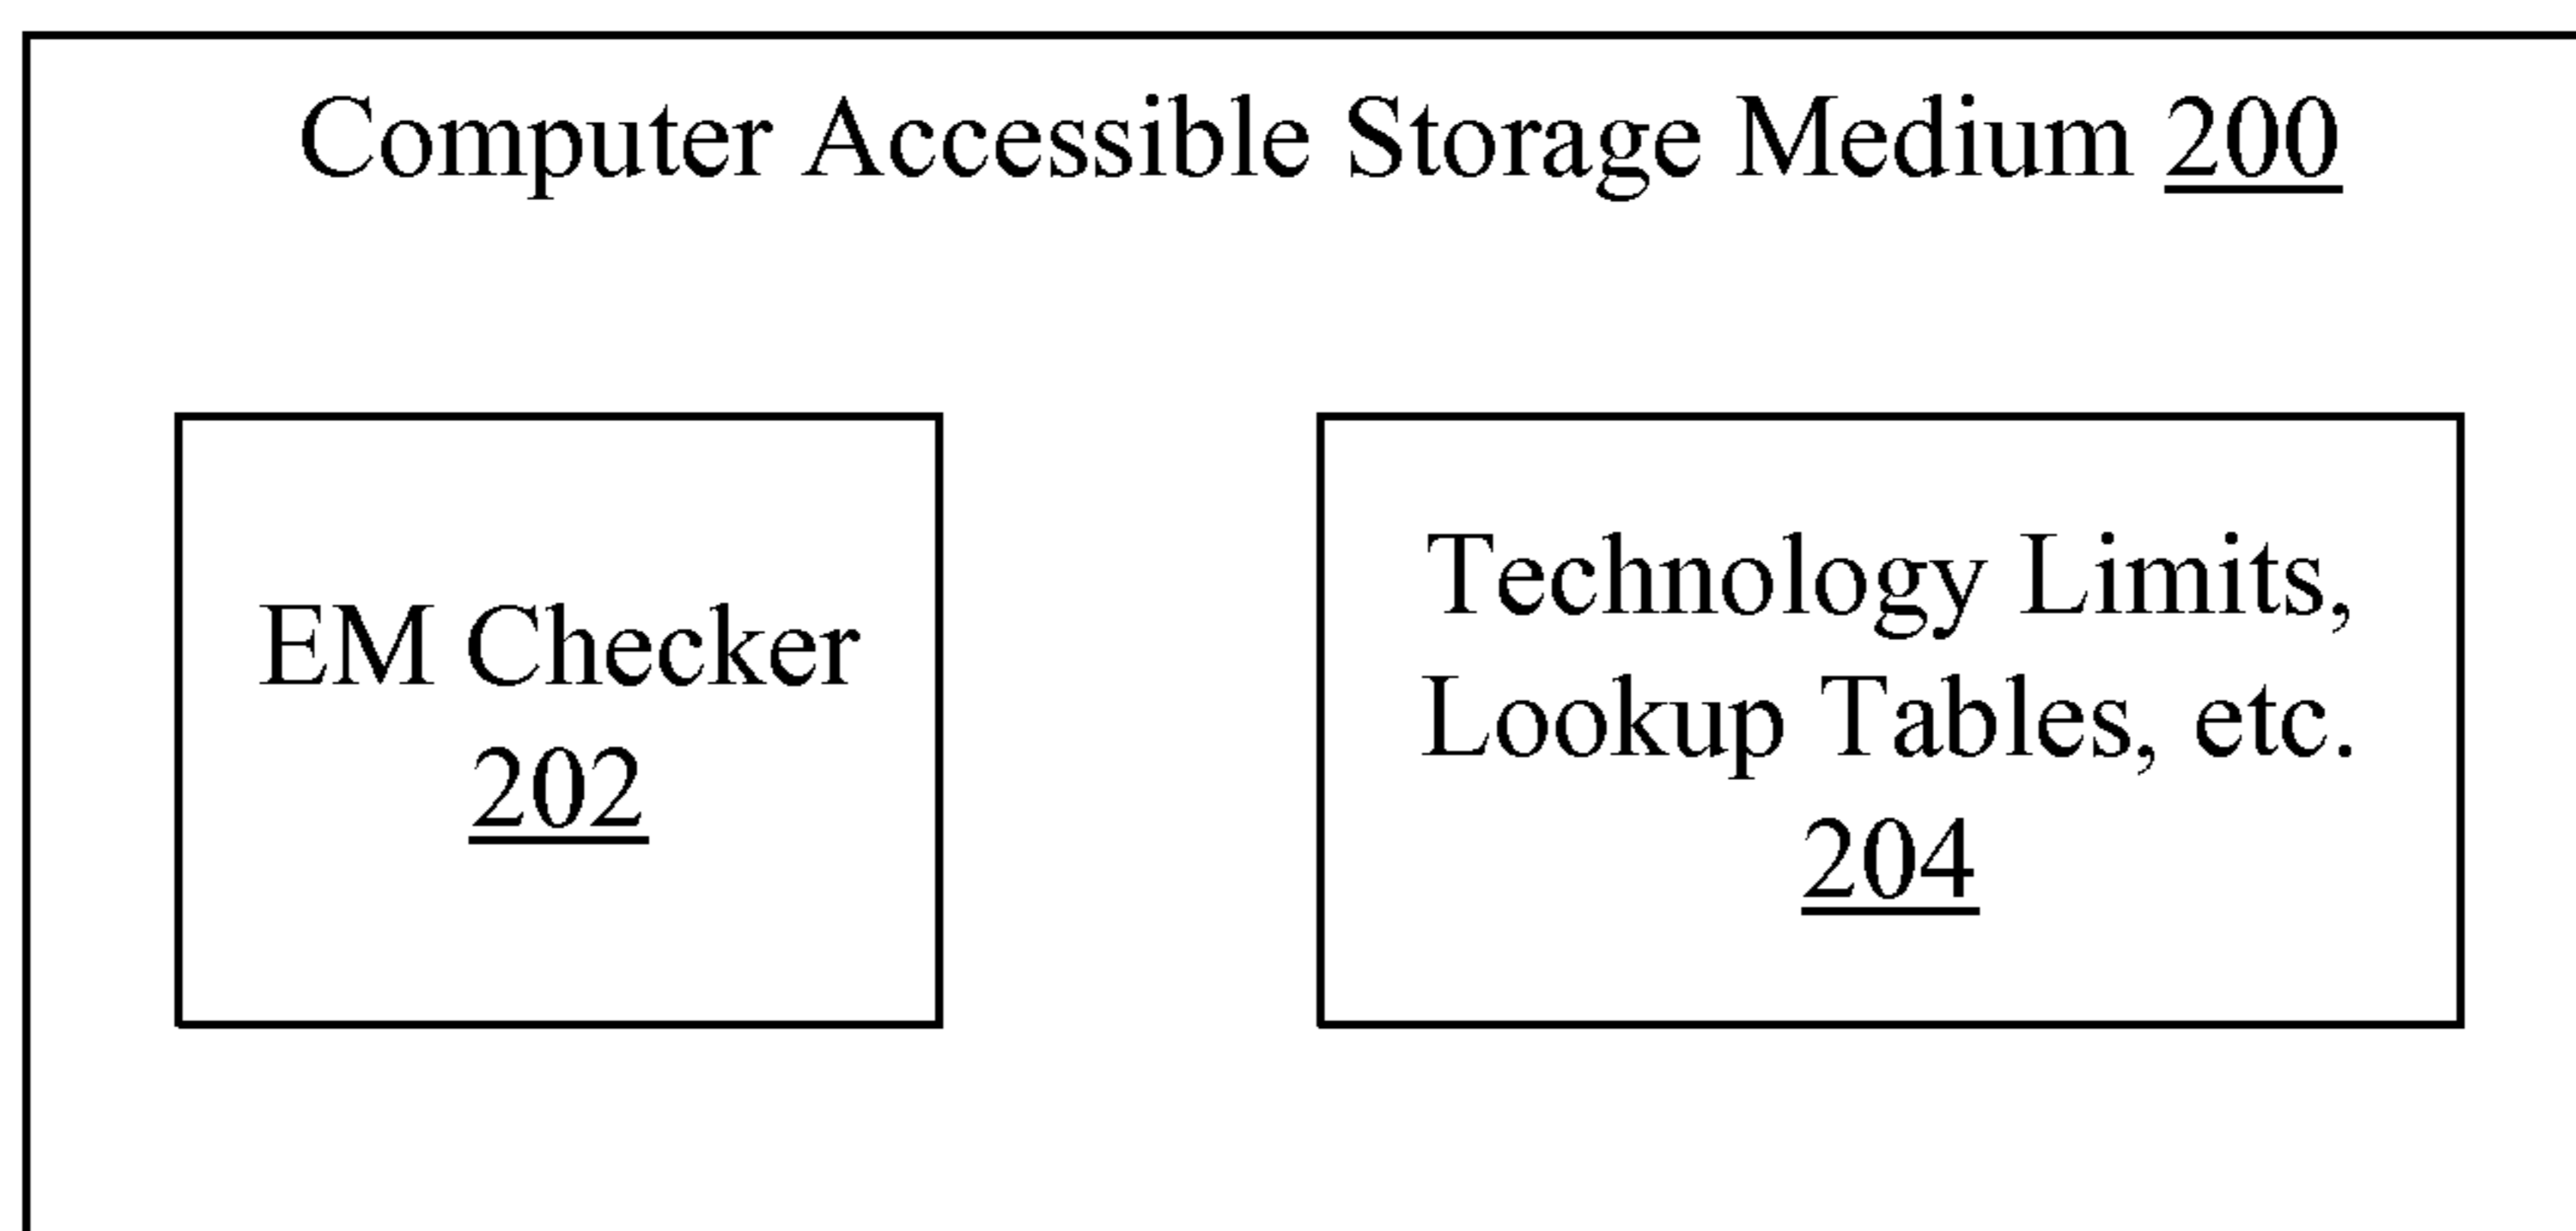 Computer Accessible Storage Medium 200
EM Checker
202
Technology Limits,
Lookup Tables, etc.
204